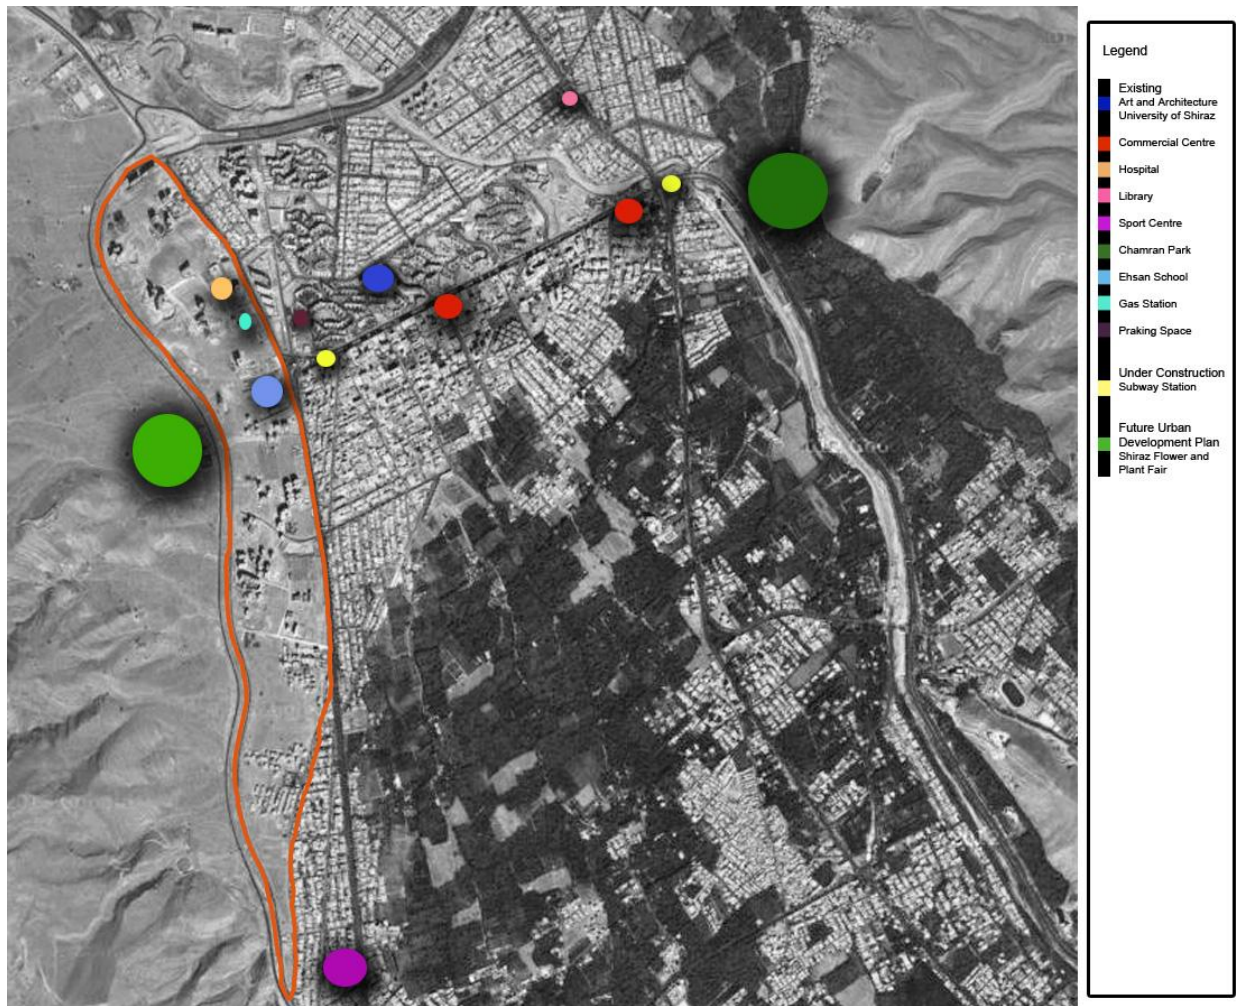 Legend
Existing
Art and Architecture
University of Shiraz
Commercial Centre
Hospital
Library
Sport Centre
Chamran Park
Ehsan School
Gas Station
Praking Space
Under Construction
Subway Station
Future Urban
Development Plan
Shiraz Flower and
Plant Fair